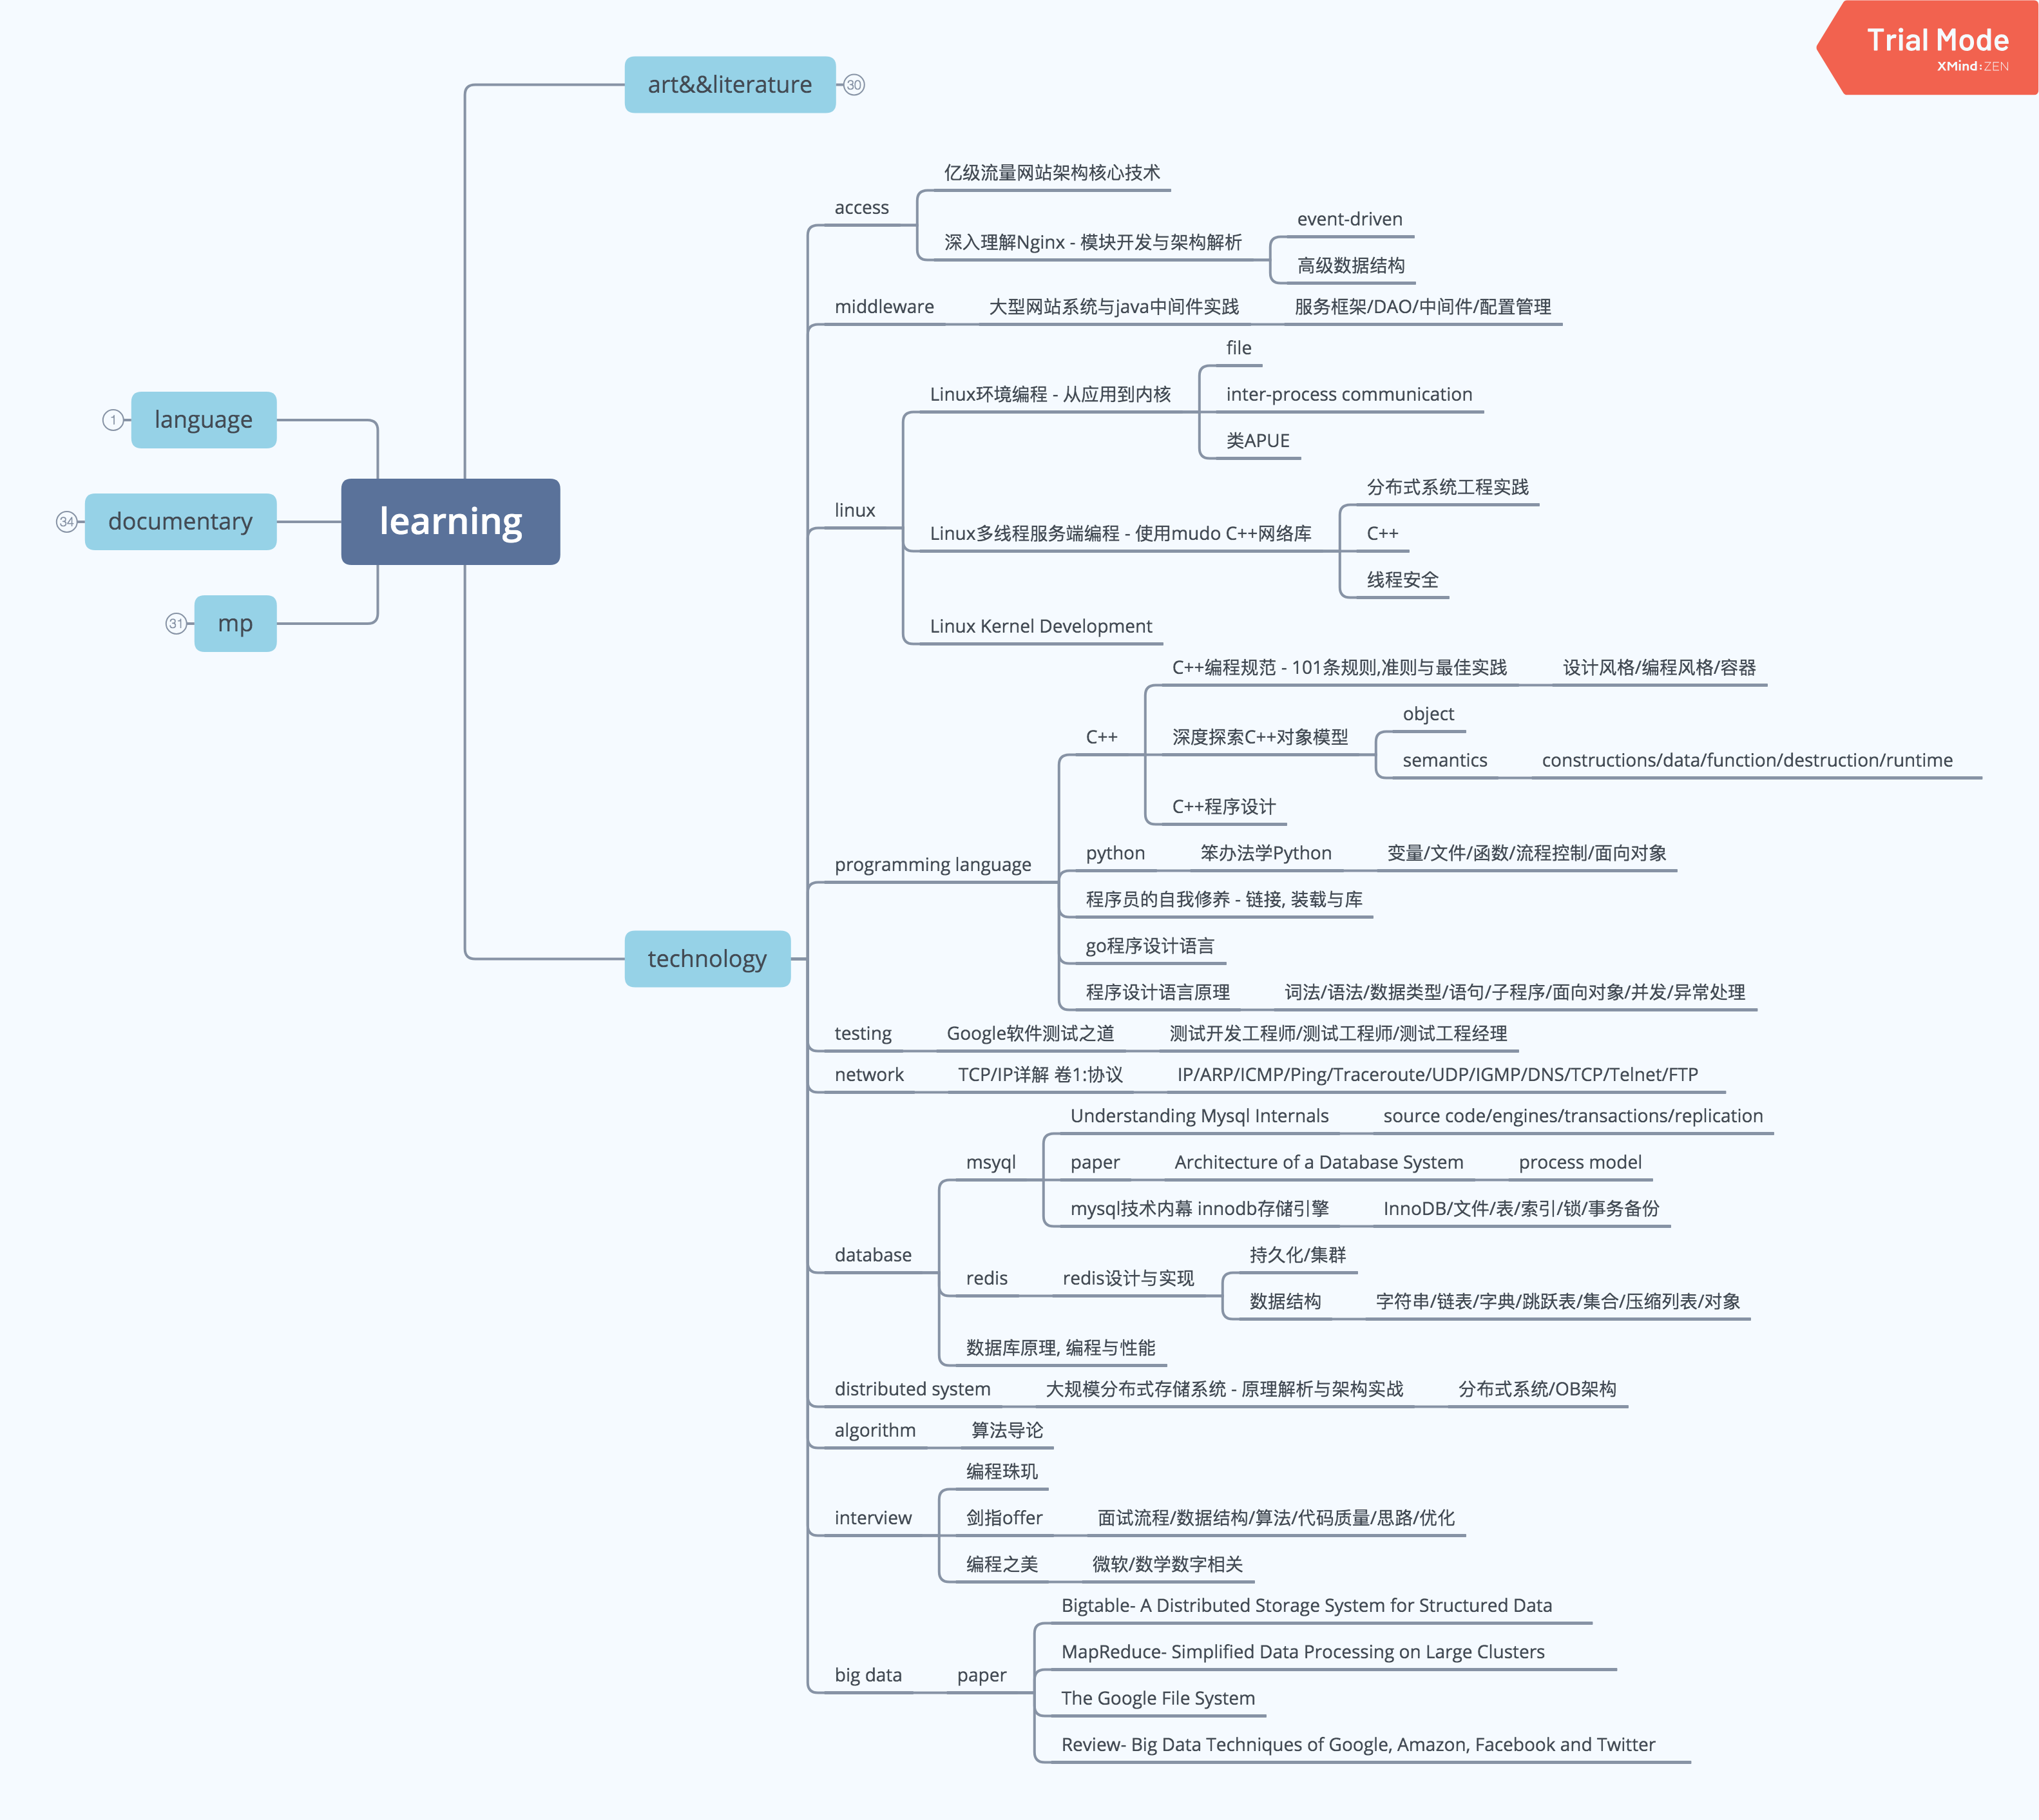 Trial Mode
XMind:ZEN
art&&literature
30
language
1
documentary
34
mp
31
learning
technology
access
亿级流量网站架构核心技术
深入理解Nginx - 模块开发与架构解析
event-driven
高级数据结构
middleware
大型网站系统与java中间件实践
服务框架/DAO/中间件/配置管理
linux
Linux环境编程 - 从应用到内核
file
inter-process communication
类APUE
Linux多线程服务端编程 - 使用mudo C++网络库
分布式系统工程实践
C++
线程安全
Linux Kernel Development
programming language
C++
C++编程规范 - 101条规则,准则与最佳实践
设计风格/编程风格/容器
深度探索C++对象模型
object
semantics
constructions/data/function/destruction/runtime
C++程序设计
python
笨办法学Python
变量/文件/函数/流程控制/面向对象
程序员的自我修养 - 链接, 装载与库
go程序设计语言
程序设计语言原理
词法/语法/数据类型/语句/子程序/面向对象/并发/异常处理
testing
Google软件测试之道
测试开发工程师/测试工程师/测试工程经理
network
TCP/IP详解 卷1:协议
IP/ARP/ICMP/Ping/Traceroute/UDP/IGMP/DNS/TCP/Telnet/FTP
database
msyql
Understanding Mysql Internals
source code/engines/transactions/replication
paper
Architecture of a Database System
process model
mysql技术内幕 innodb存储引擎
InnoDB/文件/表/索引/锁/事务备份
redis
redis设计与实现
持久化/集群
数据结构
字符串/链表/字典/跳跃表/集合/压缩列表/对象
数据库原理, 编程与性能
distributed system
大规模分布式存储系统 - 原理解析与架构实战
分布式系统/OB架构
algorithm
算法导论
interview
编程珠玑
剑指offer
面试流程/数据结构/算法/代码质量/思路/优化
编程之美
微软/数学数字相关
big data
paper
Bigtable- A Distributed Storage System for Structured Data
MapReduce- Simplified Data Processing on Large Clusters
The Google File System
Review- Big Data Techniques of Google, Amazon, Facebook and Twitter